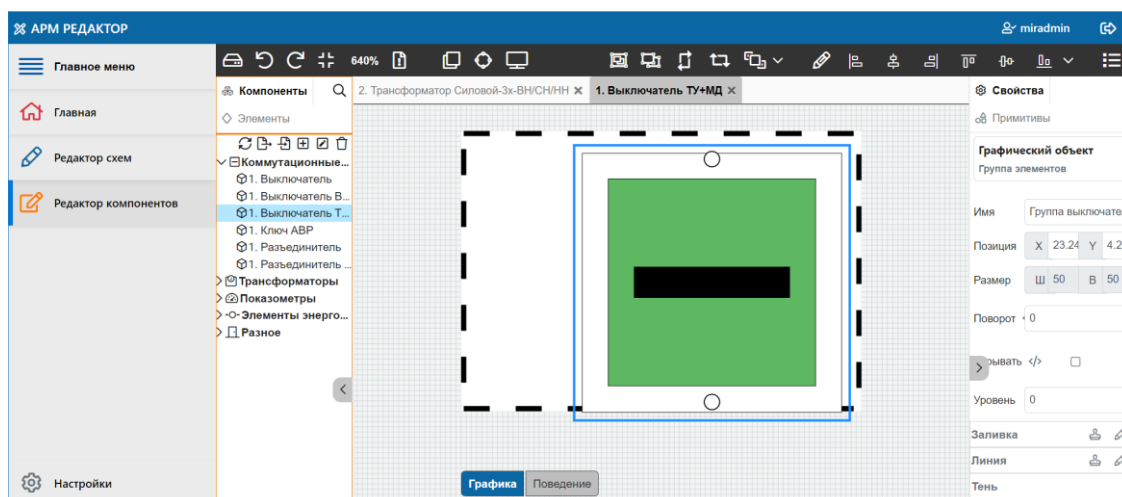 АРМ РЕДАКТОР
miradmin
Главное меню
640%
Компоненты
2. Трансформатор Силовой-3х-ВН/СН/НН
1. Выключатель ТУ+МД
Свойства
Главная
Элементы
Примитивы
Редактор схем
Коммутационные...
1. Выключатель
1. Выключатель В...
1. Выключатель Т...
1. Ключ АВР
1. Разъединитель
1. Разъединитель ...
Трансформаторы
Показометры
Элементы энерго...
Разное
Редактор компонентов
Графический объект
Группа элементов
Имя
Группа выключате
Позиция
X 23.24 Y 4.2
Размер
Ш 50 В 50
Поворот
0
рывать </>
Уровень
0
Заливка
Линия
Тень
Графика
Поведение
Настройки